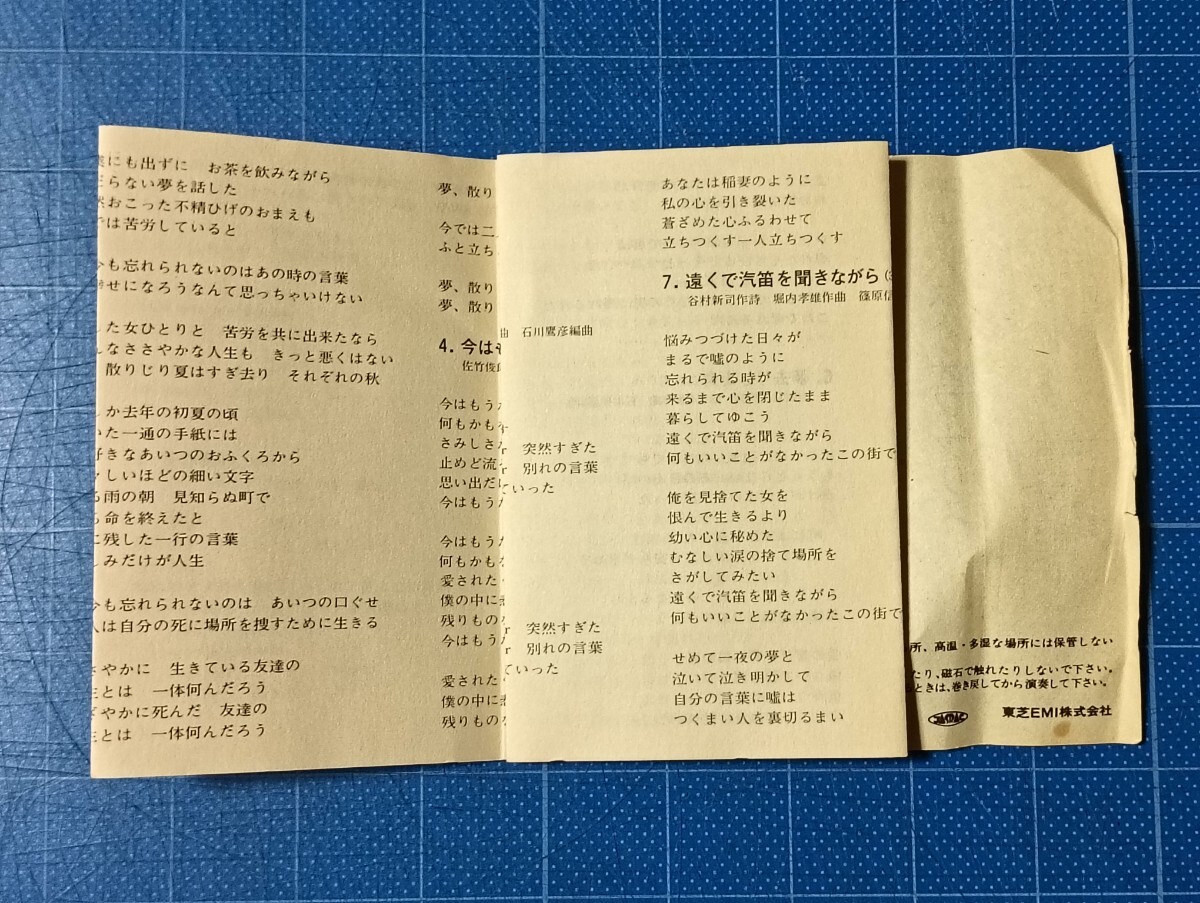 にも出ずに お茶を飲みながら
らない夢を話した
おこった不精ひげのおまえも
では苦労していると
も忘れられないのはあの時の言葉
せになろうなんて思っちゃいけない
した女ひとりと 苦労を共に出来たなら
なささやかな人生も きっと悪くはない
散りじり夏はすぎ去り それぞれの秋
か去年の初夏の頃
いた一通の手紙には
好きなあいつのおふくろから
しいほどの細い文字
雨の朝 見知らぬ町で
命を終えたと
に残した一行の言葉
しみだけが人生
も忘れられないのは あいつの口ぐせ
人は自分の死に場所を捜すために生きる
さやかに 生きている友達の
とは 一体何んだろう
ざやかに死んだ 友達の
とは 一体何んだろう
夢、散り
今では二
ふと立ち
夢、散り
夢、散り
4. 今は
佐竹俊
今はもう
何もかも
さみしさ
止めど流
思い出だ
今はもう
今はもう
何もかも
愛された
僕の中に
残りもの
今はもう
愛された
僕の中に
残りもの
曲 石川鷹彦編曲
突然すぎた
別れの言葉
ていった
突然すぎた
別れの言葉
ていった
あなたは稲妻のように
私の心を引き裂いた
蒼ざめた心ふるわせて
立ちつくす一人立ちつくす
7. 遠くで汽笛を聞きながら
谷村新司作詩 堀内孝雄作曲 篠原信
悩みつづけた日々が
まるで嘘のように
忘れられる時が
来るまで心を閉じたまま
暮らしてゆこう
遠くで汽笛を聞きながら
何もいいことがなかったこの街で
俺を見捨てた女を
恨んで生きるより
幼い心に秘めた
むなしい涙の捨て場所を
さがしてみたい
遠くで汽笛を聞きながら
何もいいことがなかったこの街で
せめて一夜の夢と
泣いて泣き明かして
自分の言葉に嘘は
つくまい人を裏切るまい
所、高温・多湿な場所には保管しない
たり、磁石で触れたりしないで下さい。
ときは、巻き戻してから演奏して下さい。
東芝EMI株式会社